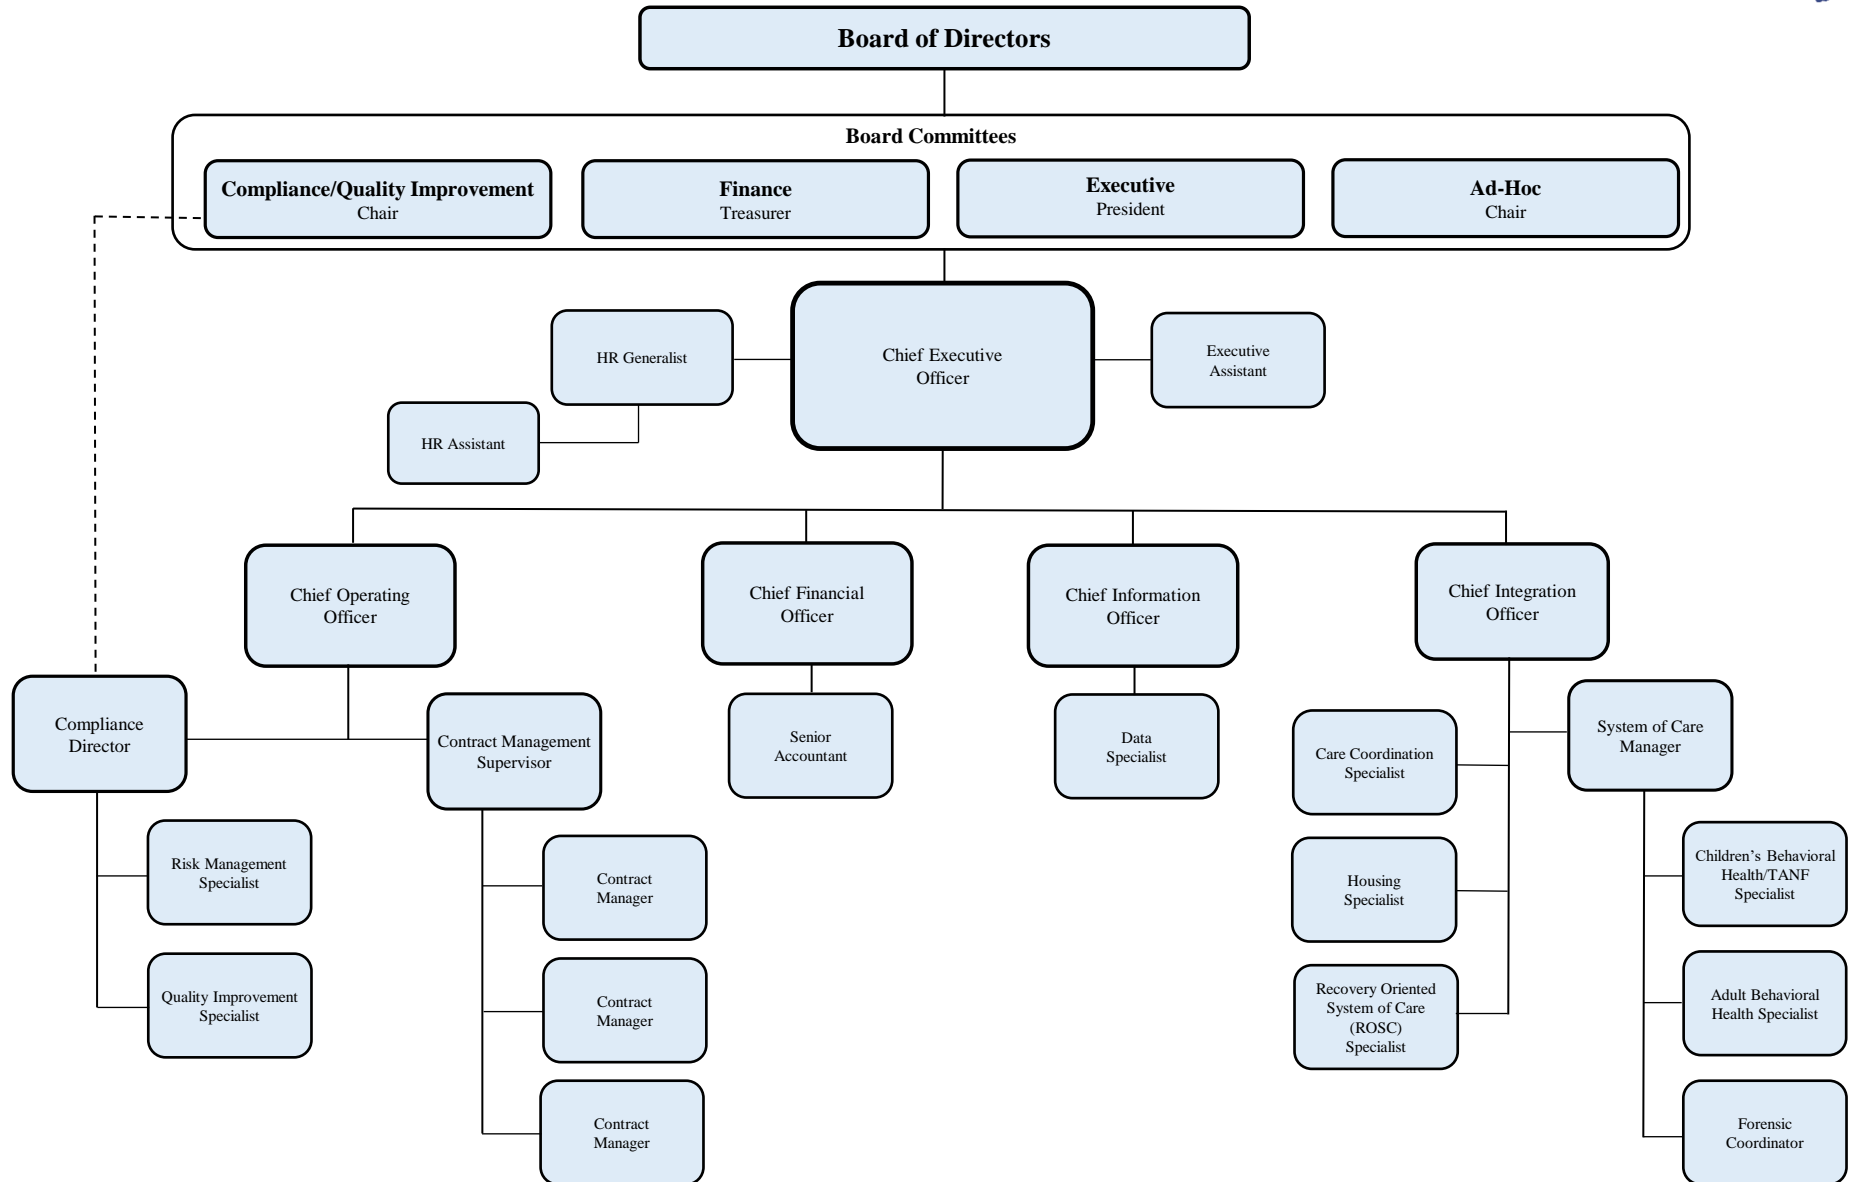 Board of Directors
Board Committees
Compliance/Quality Improvement
Chair
Finance
Treasurer
Executive
President
Ad-Hoc
Chair
Chief Executive
Officer
HR Generalist
Executive
Assistant
HR Assistant
Chief Operating
Officer
Chief Financial
Officer
Chief Information
Officer
Chief Integration
Officer
Compliance
Director
Contract Management
Supervisor
Senior
Accountant
Data
Specialist
Care Coordination
Specialist
System of Care
Manager
Risk Management
Specialist
Contract
Manager
Housing
Specialist
Children’s Behavioral
Health/TANF
Specialist
Quality Improvement
Specialist
Contract
Manager
Recovery Oriented
System of Care
(ROSC)
Specialist
Adult Behavioral
Health Specialist
Contract
Manager
Forensic
Coordinator